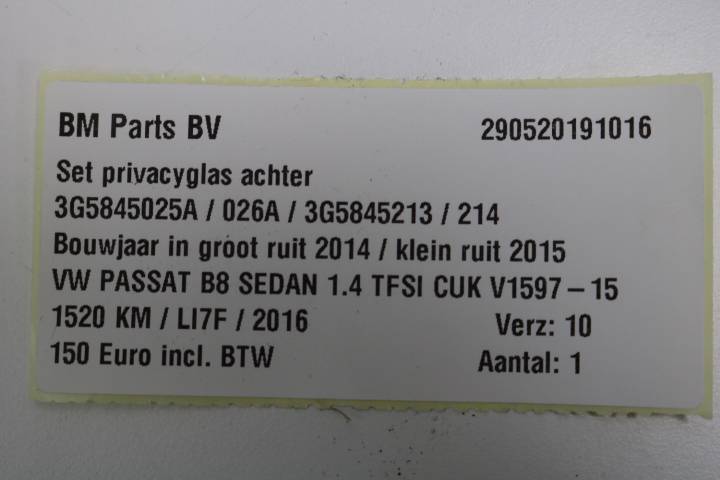 BM Parts BV 290520191016
Set privacyglas achter
3G5845025A / 026A / 3G5845213 / 214
Bouwjaar in groot ruit 2014 / klein ruit 2015
VW PASSAT B8 SEDAN 1.4 TFSI CUK V1597 – 15
1520 KM / LI7F / 2016 Verz: 10
150 Euro incl. BTW Aantal: 1